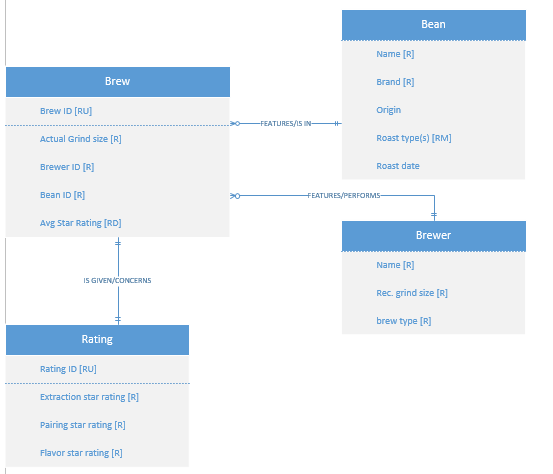 Bean
Name [R]
Brand [R]
Origin
Roast type(s) [RM]
Roast date
Brew
Brew ID [RU]
Actual Grind size [R]
Brewer ID [R]
Bean ID [R]
Avg Star Rating [RD]
FEATURES/IS IN
FEATURES/PERFORMS
Brewer
Name [R]
Rec. grind size [R]
brew type [R]
IS GIVEN/CONCERNS
Rating
Rating ID [RU]
Extraction star rating [R]
Pairing star rating [R]
Flavor star rating [R]